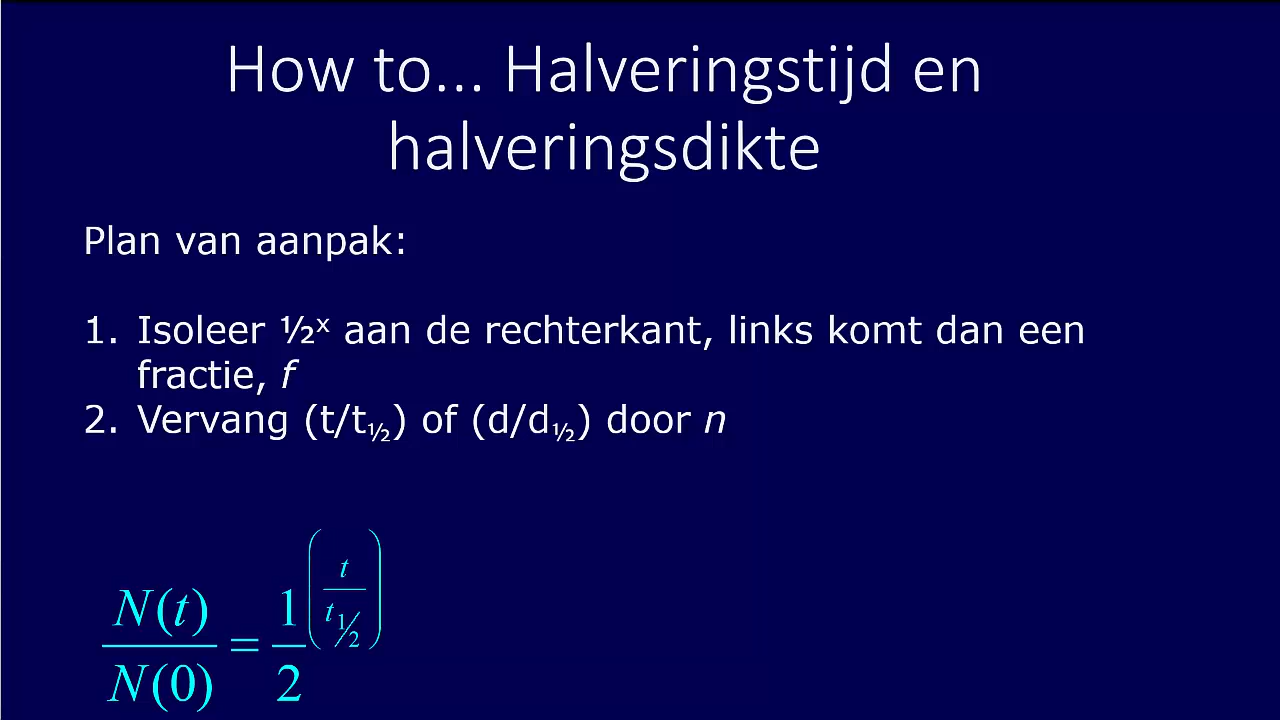 How to... Halveringstijd en
halveringsdikte
Plan van aanpak:
1. Isoleer ½ˣ aan de rechterkant, links komt dan een
fractie, f
2. Vervang (t/t½) of (d/d½) door n
N(t)/N(0) = 1/2^(t/t1/2)